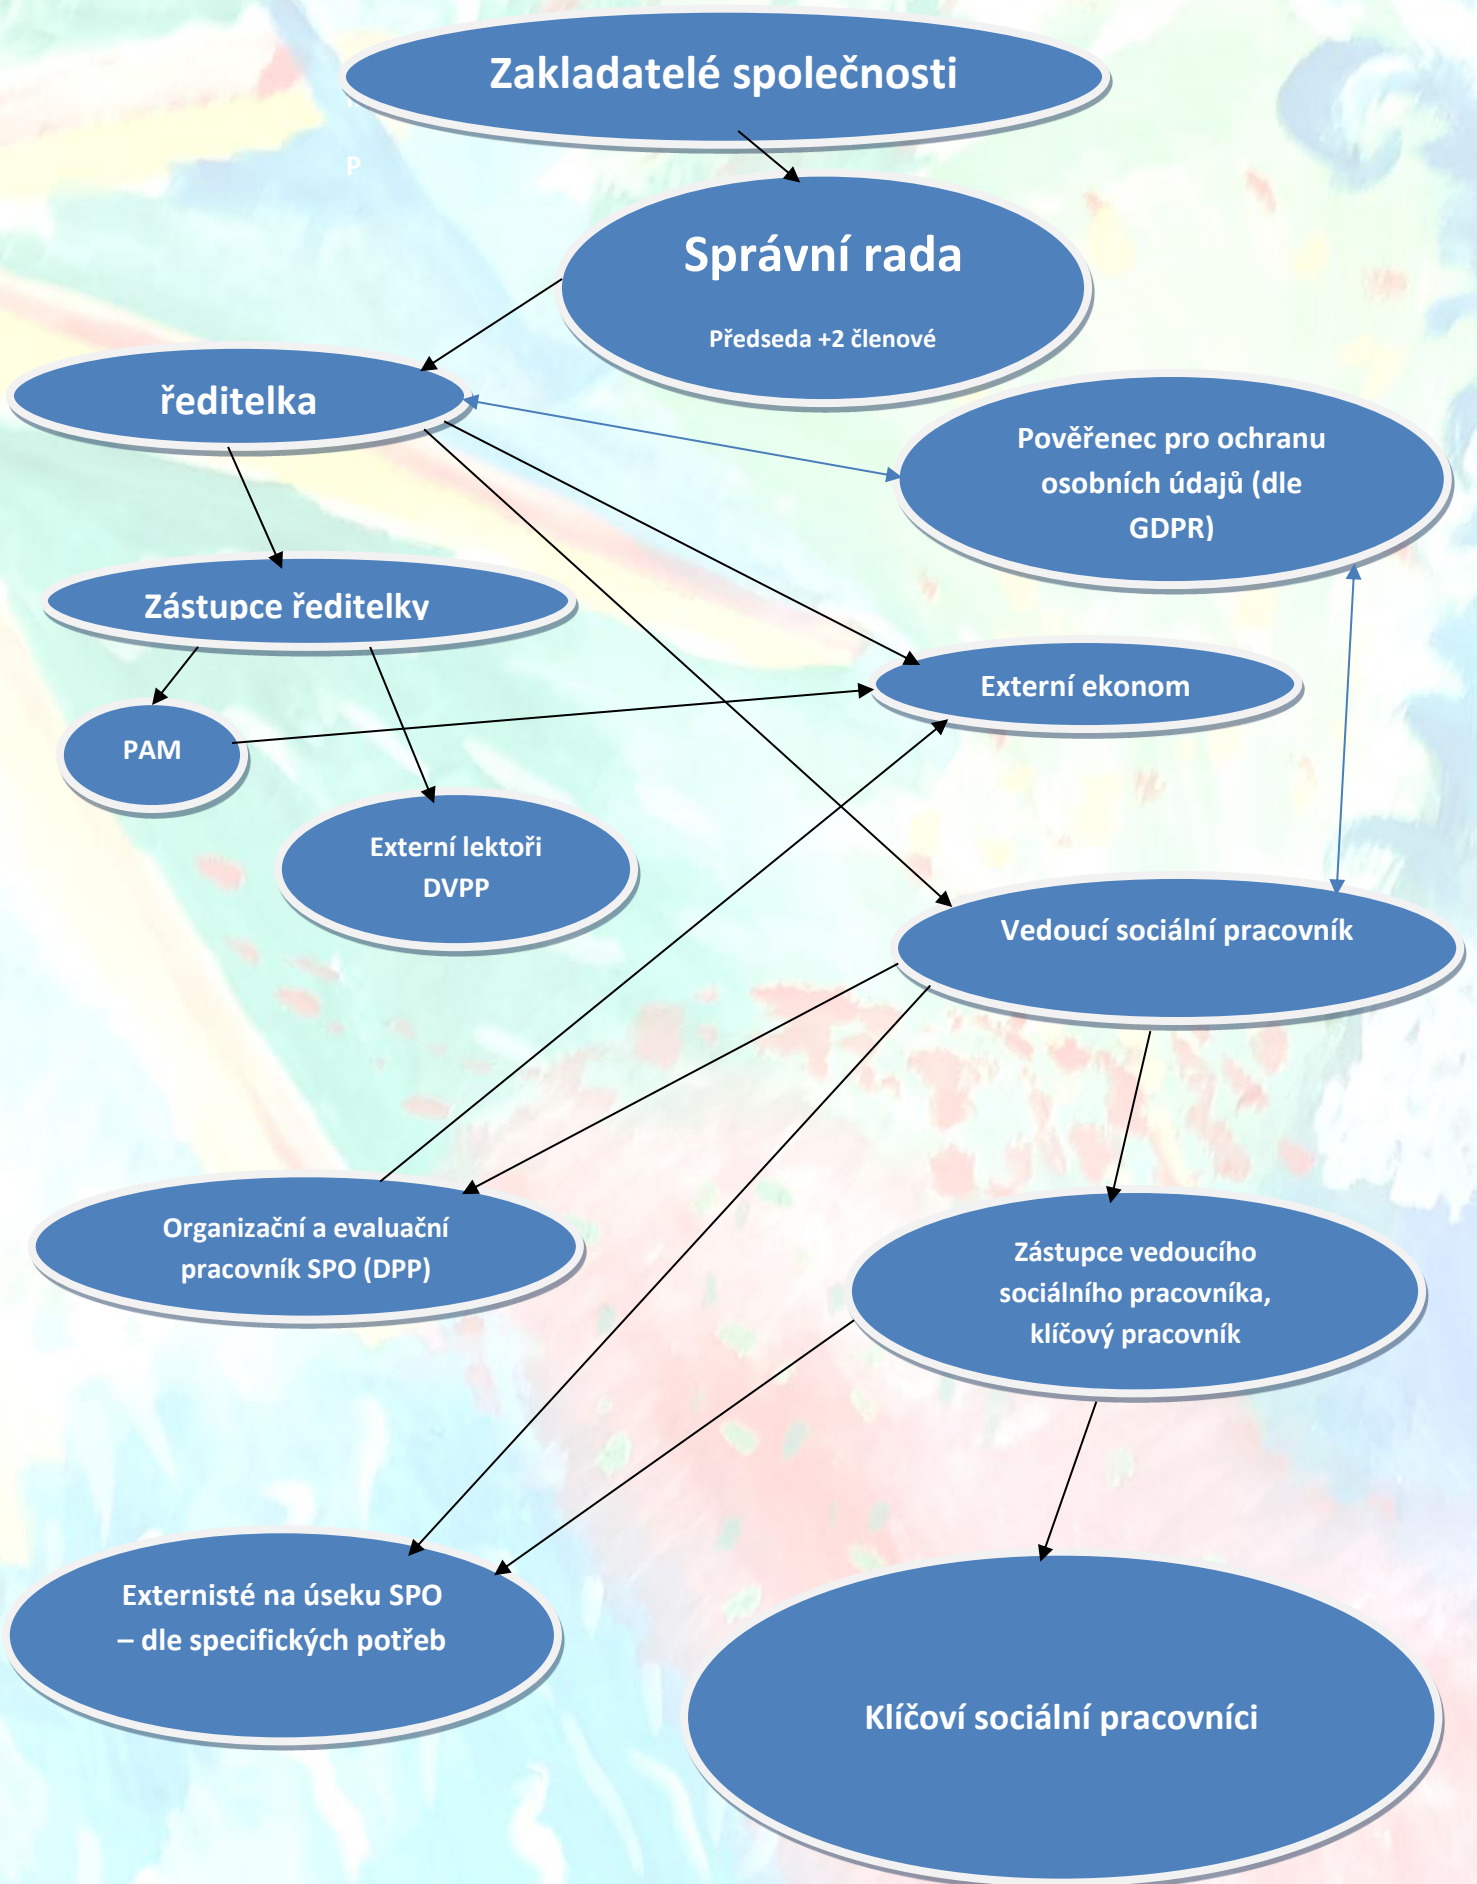 Zakladatelé společnosti
P
Správní rada
Předseda +2 členové
ředitelka
Pověřenec pro ochranu
osobních údajů (dle
GDPR)
Zástupce ředitelky
Externí ekonom
PAM
Externí lektoři
DVPP
Vedoucí sociální pracovník
Organizační a evaluační
pracovník SPO (DPP)
Zástupce vedoucího
sociálního pracovníka,
klíčový pracovník
Externisté na úseku SPO
– dle specifických potřeb
Klíčoví sociální pracovníci